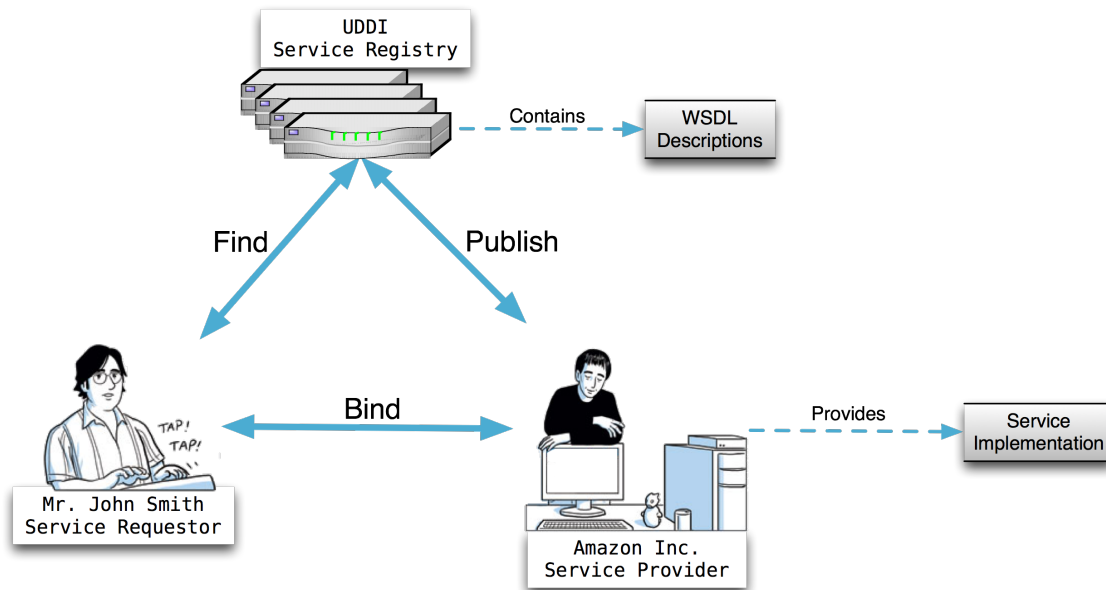 UDDI
Service Registry
Contains
WSDL
Descriptions
Find
Publish
TAP!
TAP!
Bind
Provides
Service
Implementation
Mr. John Smith
Service Requestor
Amazon Inc.
Service Provider